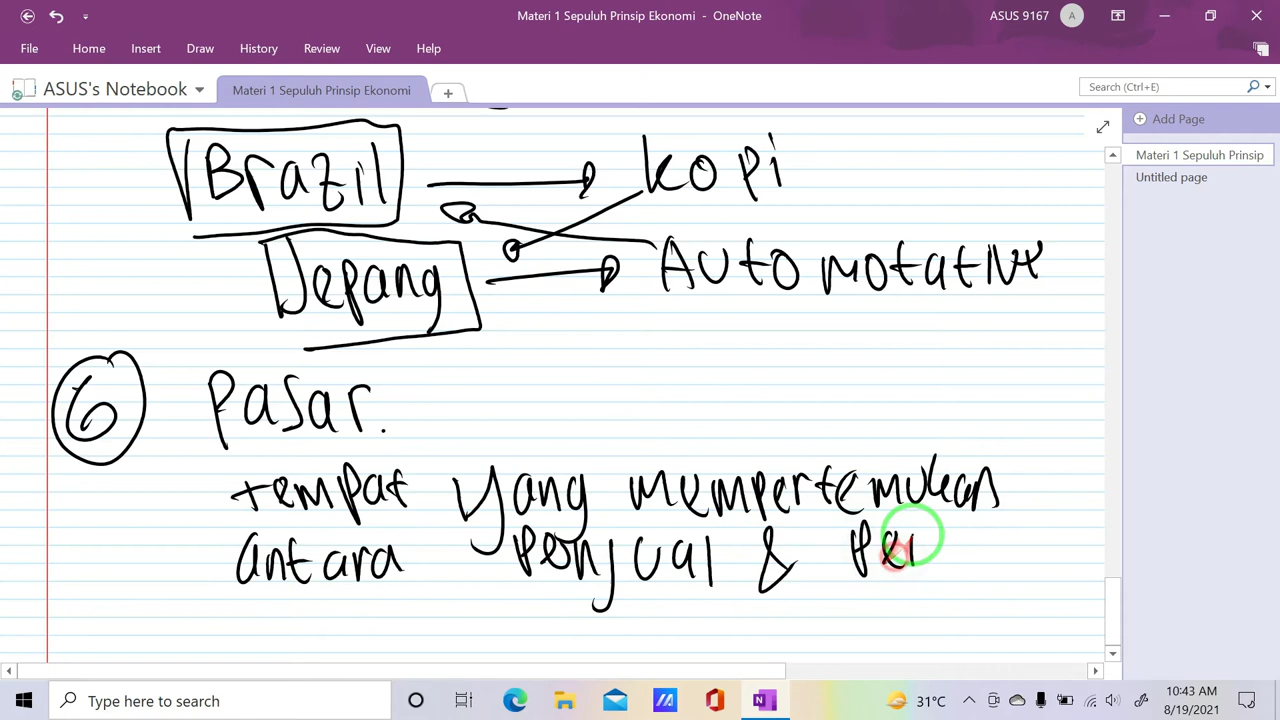 Materi 1 Sepuluh Prinsip Ekonomi - OneNote
ASUS 9167 A
File Home Insert Draw History Review View Help
ASUS's Notebook Materi 1 Sepuluh Prinsip Ekonomi Search (Ctrl+E)
Add Page
Materi 1 Sepuluh Prinsip
Untitled page
Brazil kopi
Jepang Automotative
6 Pasar.
tempat yang mempertemukan
antara Penjual & Pe
Type here to search
31°C
10:43 AM
8/19/2021